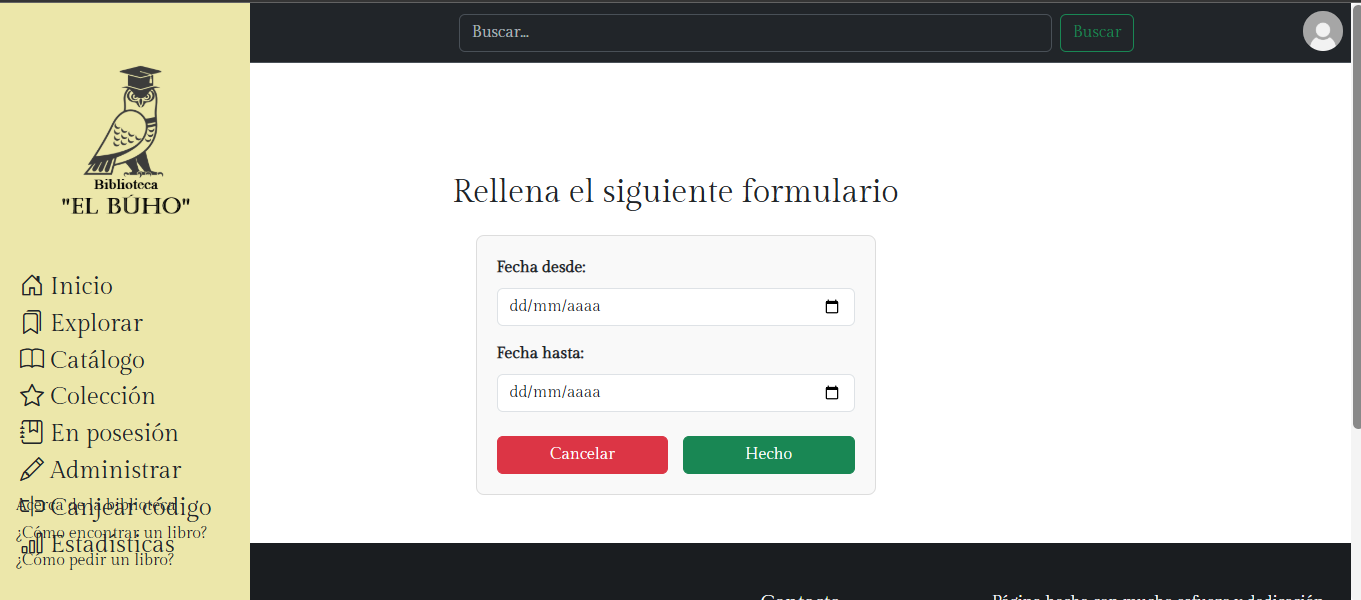 Buscar...
Buscar
Biblioteca
"EL BÚHO"
Inicio
Explorar
Catálogo
Colección
En posesión
Administrar
Canjear código
Acerca de la biblioteca
¿Cómo encontrar un libro?
Estadísticas
¿Cómo pedir un libro?
Rellena el siguiente formulario
Fecha desde:
dd/mm/aaaa
Fecha hasta:
dd/mm/aaaa
Cancelar
Hecho
Contacto
Página hecha con mucho esfuerzo y dedicación